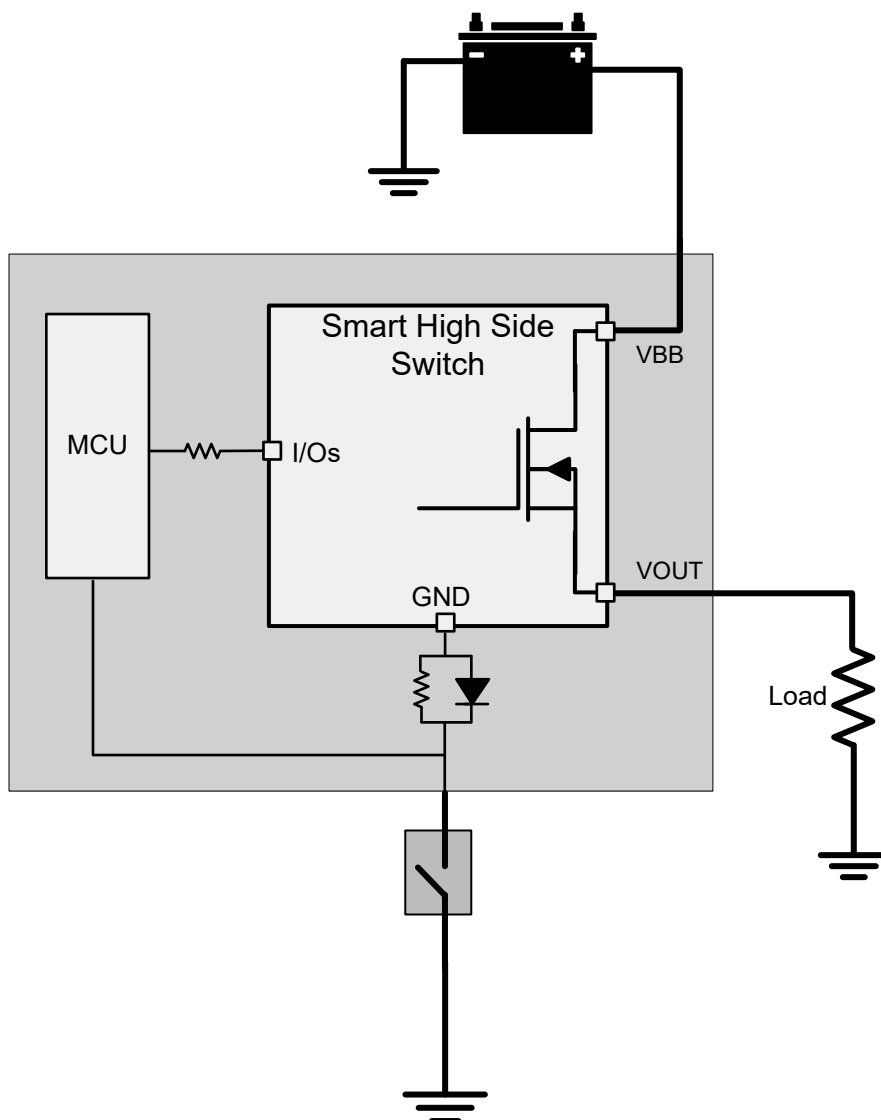 Smart High Side
Switch
VBB
MCU
I/Os
VOUT
GND
Load